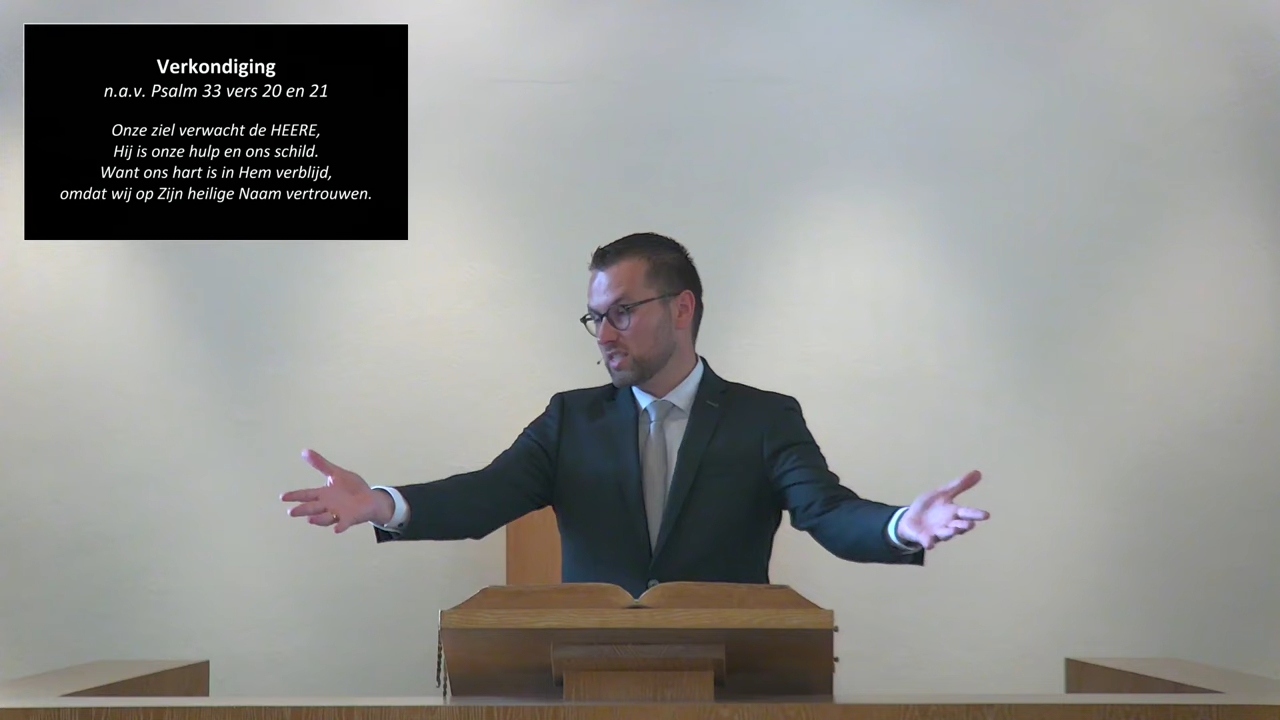 Verkondiging
n.a.v. Psalm 33 vers 20 en 21
Onze ziel verwacht de HEERE,
Hij is onze hulp en ons schild.
Want ons hart is in Hem verblijd,
omdat wij op Zijn heilige Naam vertrouwen.